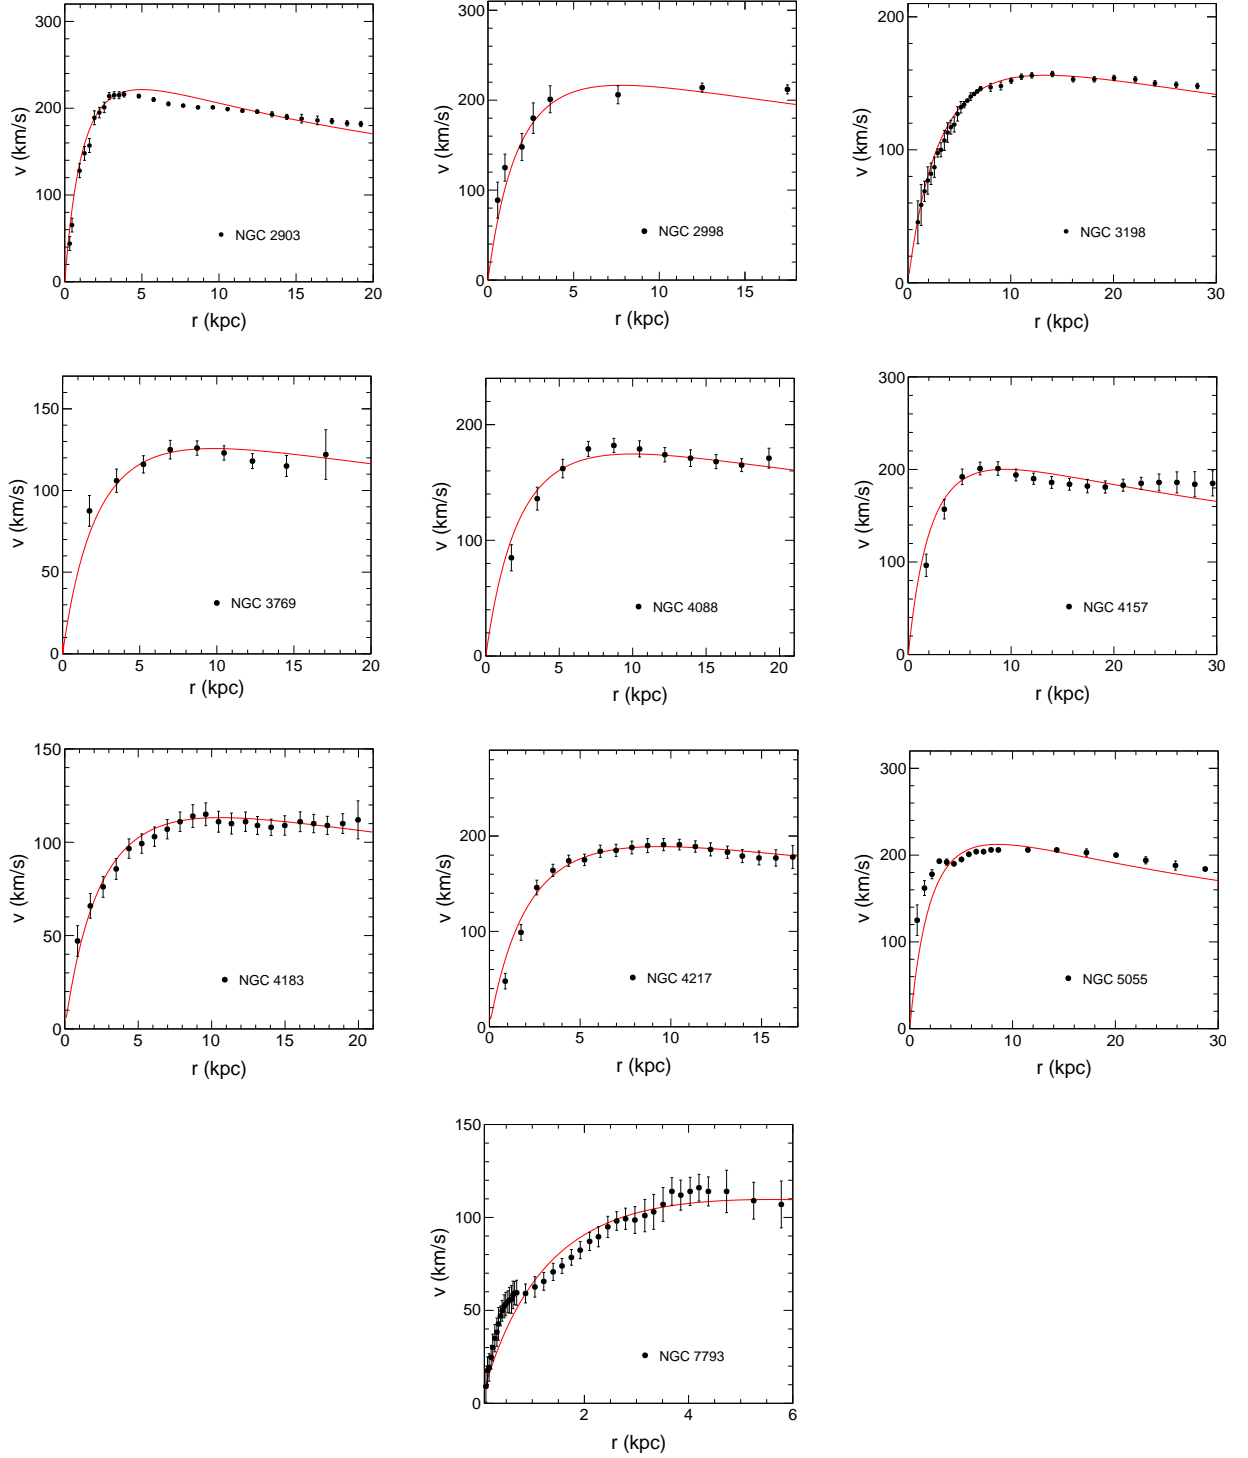 300
200
100
0
v (km/s)
NGC 2903
0 5 10 15 20
r (kpc)
300
200
100
0
v (km/s)
NGC 2998
0 5 10 15
r (kpc)
200
100
0
v (km/s)
NGC 3198
0 10 20 30
r (kpc)
150
100
50
0
v (km/s)
NGC 3769
0 5 10 15 20
r (kpc)
200
100
0
v (km/s)
NGC 4088
0 5 10 15 20
r (kpc)
300
200
100
0
v (km/s)
NGC 4157
0 10 20 30
r (kpc)
150
100
50
0
v (km/s)
NGC 4183
0 5 10 15 20
r (kpc)
200
100
0
v (km/s)
NGC 4217
0 5 10 15
r (kpc)
300
200
100
0
v (km/s)
NGC 5055
0 10 20 30
r (kpc)
150
100
50
0
v (km/s)
NGC 7793
2 4 6
r (kpc)